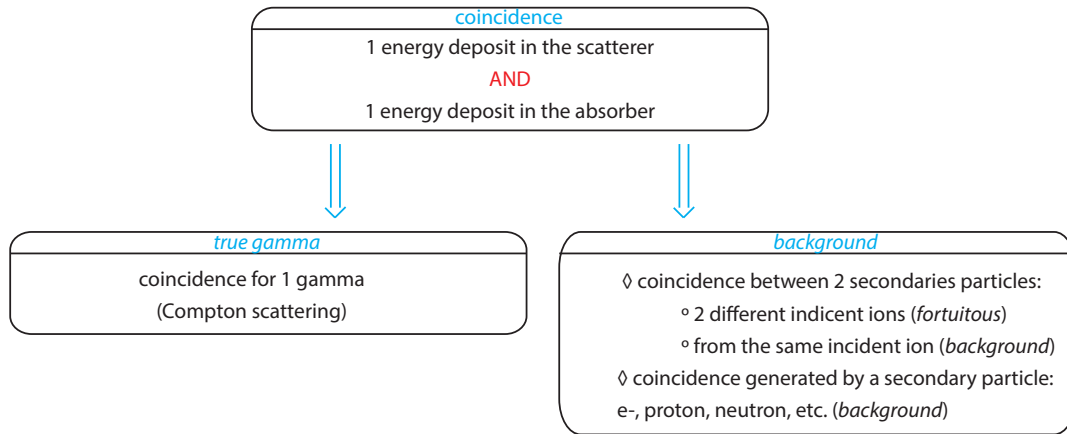 coincidence
1 energy deposit in the scatterer
AND
1 energy deposit in the absorber
true gamma
coincidence for 1 gamma
(Compton scattering)
background
◊ coincidence between 2 secondaries particles:
º 2 different indicent ions (fortuitous)
º from the same incident ion (background)
◊ coincidence generated by a secondary particle:
e-, proton, neutron, etc. (background)